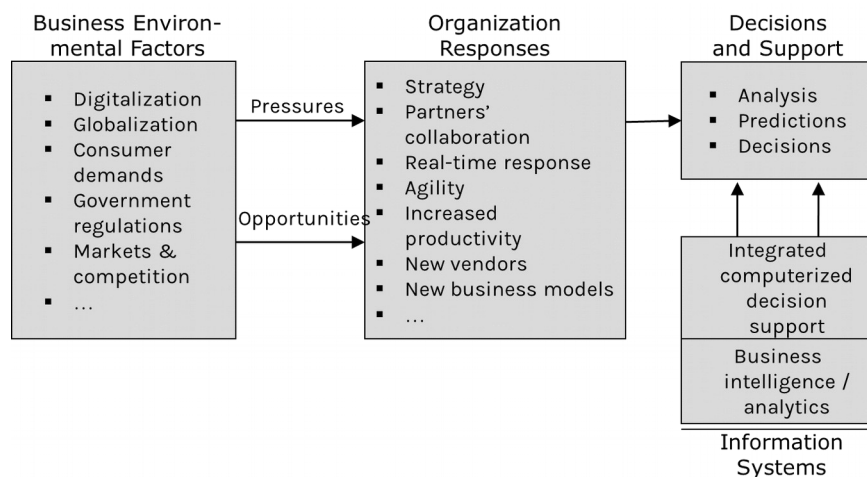 Business Environ-
mental Factors
Digitalization
Globalization
Consumer
demands
Government
regulations
Markets &
competition
...
Pressures
Opportunities
Organization
Responses
Strategy
Partners'
collaboration
Real-time response
Agility
Increased
productivity
New vendors
New business models
...
Decisions
and Support
Analysis
Predictions
Decisions
Integrated
computerized
decision
support
Business
intelligence /
analytics
Information
Systems